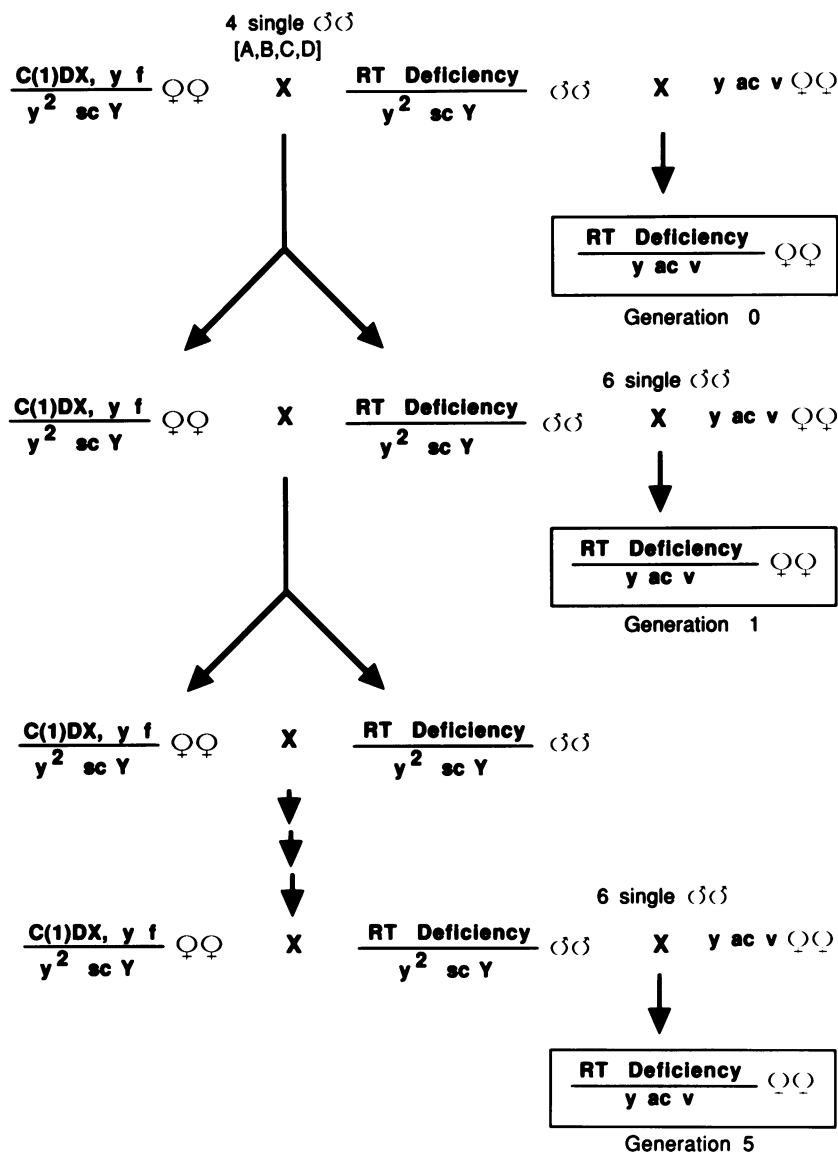 4 single ♂♂
[A,B,C,D]
C(1)DX, y f ♀♀ X RT Deficiency ♂♂ X y ac v ♀♀
y² sc Y y² sc Y
RT Deficiency ♀♀
y ac v
Generation 0
6 single ♂♂
C(1)DX, y f ♀♀ X RT Deficiency ♂♂ X y ac v ♀♀
y² sc Y y² sc Y
RT Deficiency ♀♀
y ac v
Generation 1
C(1)DX, y f ♀♀ X RT Deficiency ♂♂
y² sc Y y² sc Y
6 single ♂♂
C(1)DX, y f ♀♀ X RT Deficiency ♂♂ X y ac v ♀♀
y² sc Y y² sc Y
RT Deficiency ♀♀
y ac v
Generation 5